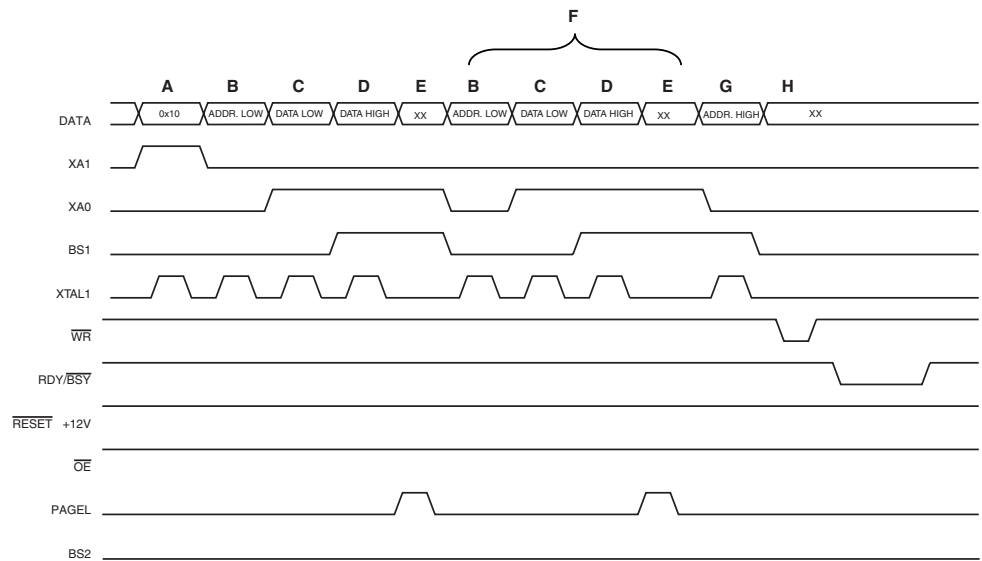 F
A B C D E B C D E G H
DATA 0x10 ADDR. LOW DATA LOW DATA HIGH XX ADDR. LOW DATA LOW DATA HIGH XX ADDR. HIGH XX
XA1
XA0
BS1
XTAL1
WR
RDY/BSY
RESET +12V
OE
PAGEL
BS2